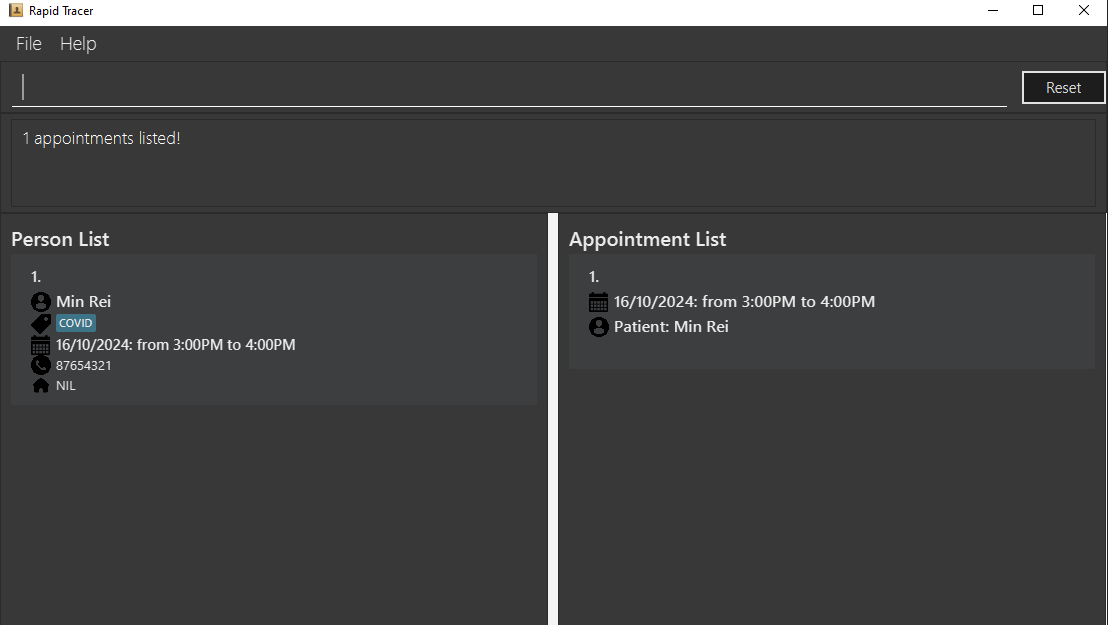 Rapid Tracer
File Help
Reset
1 appointments listed!
Person List
1.
Min Rei
COVID
16/10/2024: from 3:00PM to 4:00PM
87654321
NIL
Appointment List
1.
16/10/2024: from 3:00PM to 4:00PM
Patient: Min Rei